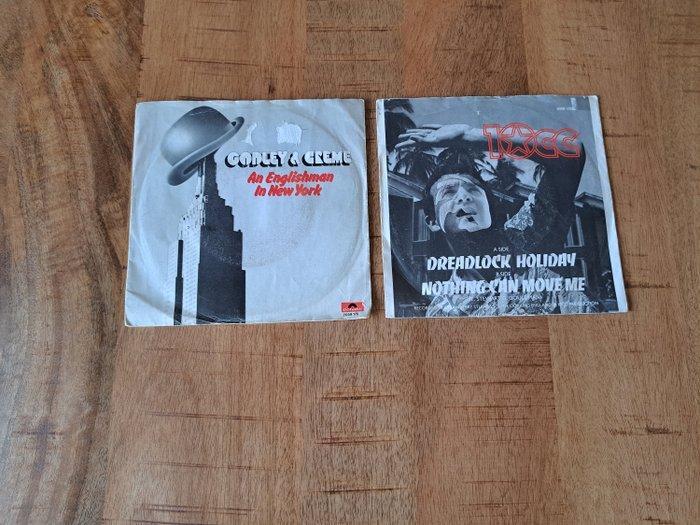 GODLEY & CREME
An Englishman
In New York
10cc
A SIDE
DREADLOCK HOLIDAY
B SIDE
NOTHING CAN MOVE ME